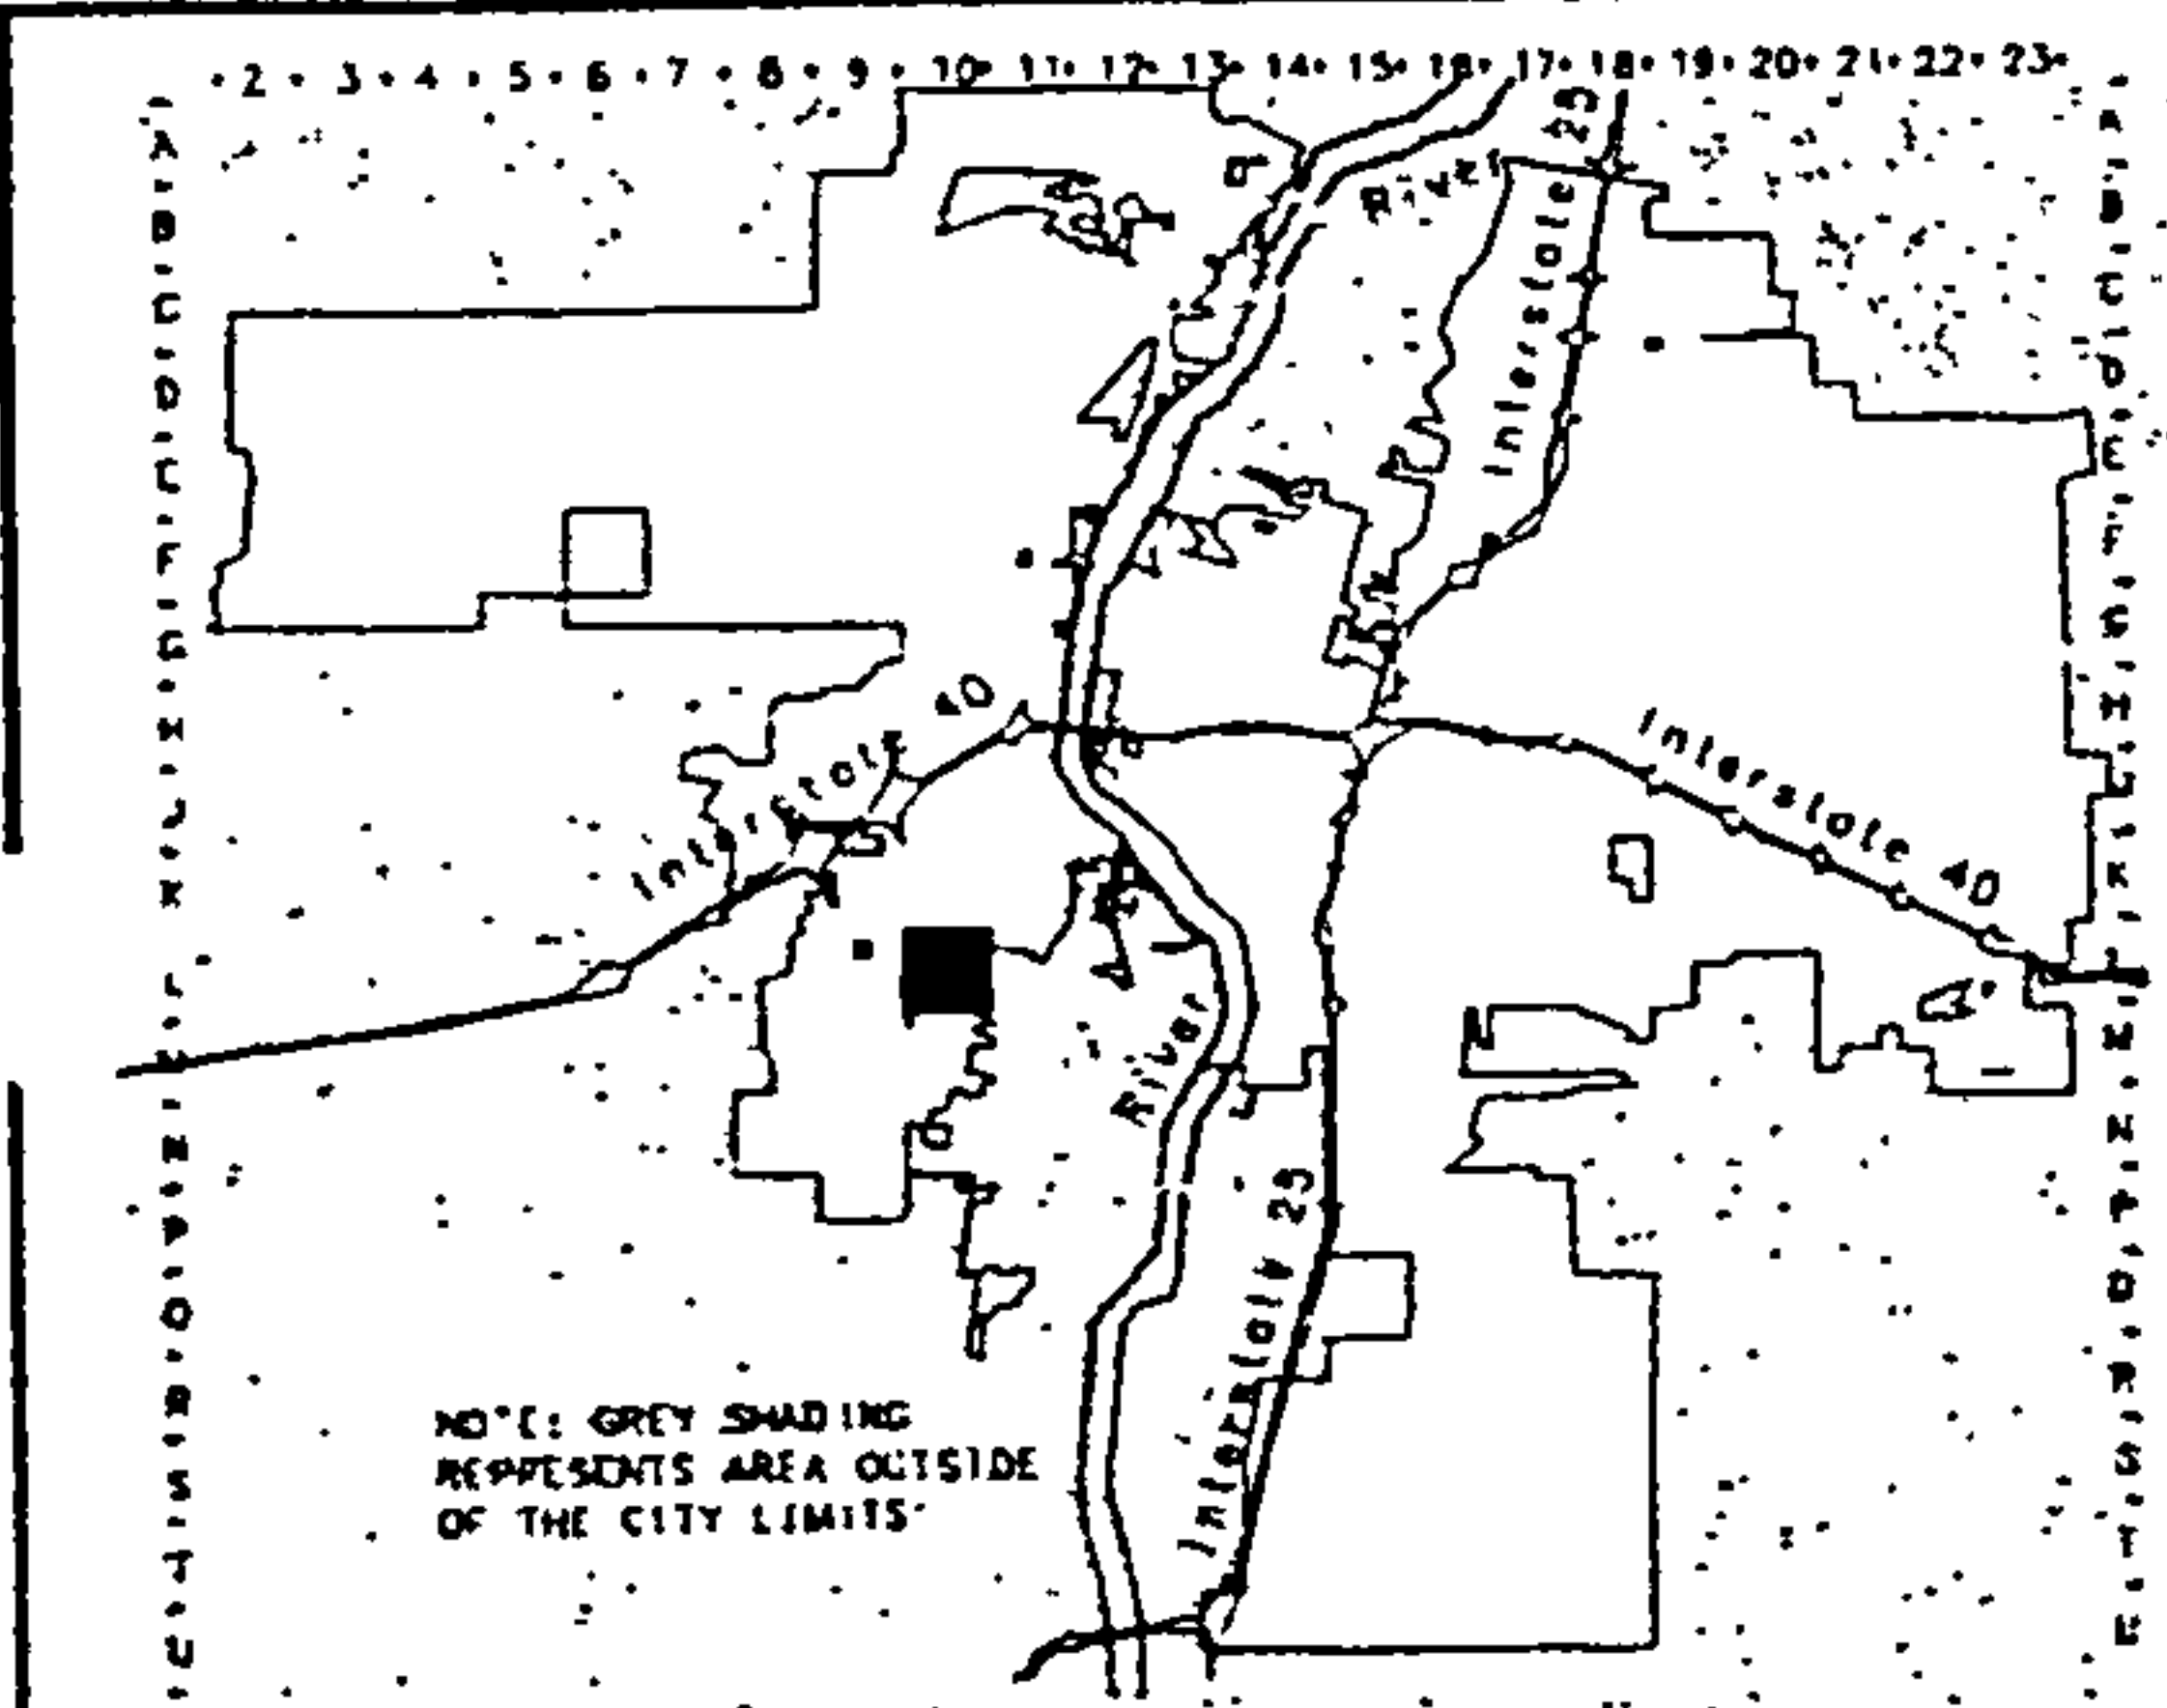 2 3 4 5 6 7 8 9 10 11 12 13 14 15 16 17 18 19 20 21 22 23
25
River
Interstate
40
Interstate
Interstate 40
River
Interstate 25
A
B
C
D
E
F
G
H
J
K
L
M
N
P
Q
R
S
T
U
A
B
C
D
E
F
G
H
J
K
L
M
N
P
Q
R
S
T
U
NOTE: GREY SHADING
REPRESENTS AREA OUTSIDE
OF THE CITY LIMITS